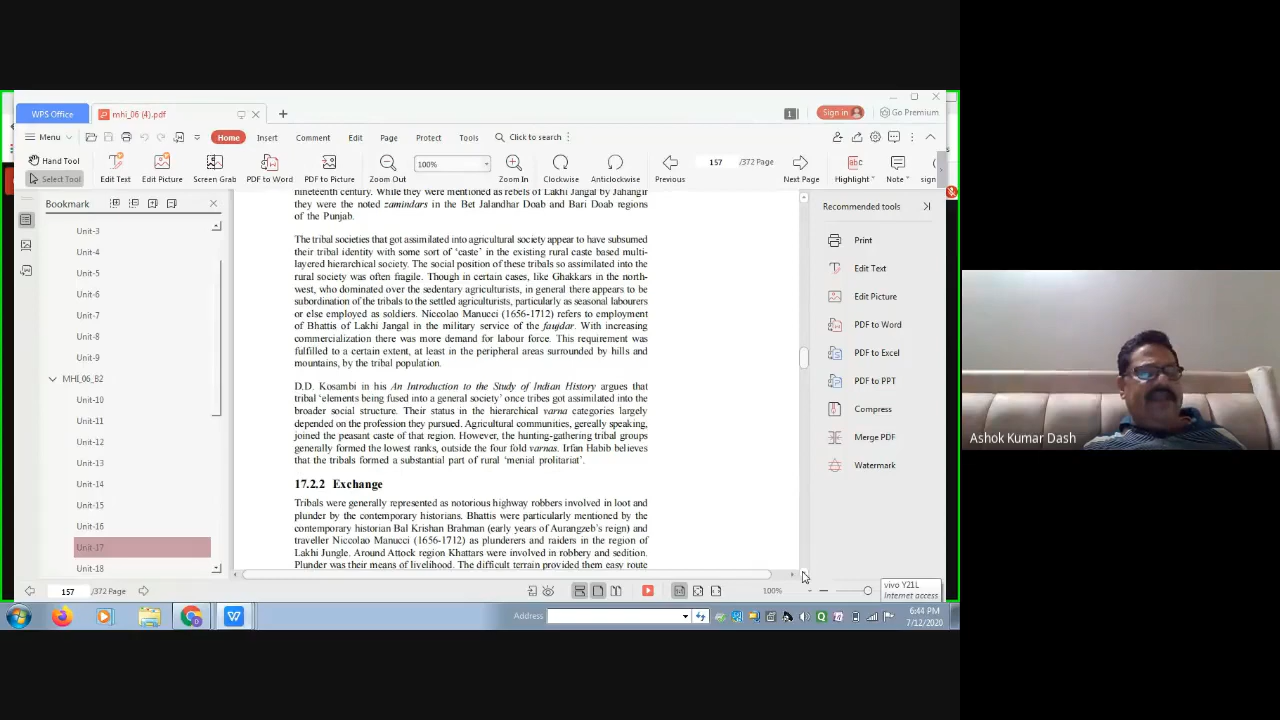 WPS Office
mhi_06 (4).pdf
1
Sign in
Go Premium
Menu
Home
Insert
Comment
Edit
Page
Protect
Tools
Click to search
Hand Tool
Select Tool
Edit Text
Edit Picture
Screen Grab
PDF to Word
PDF to Picture
Zoom Out
100%
Zoom In
Clockwise
Anticlockwise
Previous
157
/372 Page
Next Page
Highlight
Note
sign
Bookmark
Unit-3
Unit-4
Unit-5
Unit-6
Unit-7
Unit-8
Unit-9
MHI_06_B2
Unit-10
Unit-11
Unit-12
Unit-13
Unit-14
Unit-15
Unit-16
Unit-17
Unit-18
nineteenth century. While they were mentioned as rebels of Lakhi Jangal by Jahangir
they were the noted zamindars in the Bet Jalandhar Doab and Bari Doab regions
of the Punjab.
The tribal societies that got assimilated into agricultural society appear to have subsumed
their tribal identity with some sort of ‘caste’ in the existing rural caste based multi-
layered hierarchical society. The social position of these tribals so assimilated into the
rural society was often fragile. Though in certain cases, like Ghakkars in the north-
west, who dominated over the sedentary agriculturists, in general there appears to be
subordination of the tribals to the settled agriculturists, particularly as seasonal labourers
or else employed as soldiers. Niccolao Manucci (1656-1712) refers to employment
of Bhattis of Lakhi Jangal in the military service of the faujdar. With increasing
commercialization there was more demand for labour force. This requirement was
fulfilled to a certain extent, at least in the peripheral areas surrounded by hills and
mountains, by the tribal population.
D.D. Kosambi in his An Introduction to the Study of Indian History argues that
tribal ‘elements being fused into a general society’ once tribes got assimilated into the
broader social structure. Their status in the hierarchical varna categories largely
depended on the profession they pursued. Agricultural communities, gereally speaking,
joined the peasant caste of that region. However, the hunting-gathering tribal groups
generally formed the lowest ranks, outside the four fold varnas. Irfan Habib believes
that the tribals formed a substantial part of rural ‘menial prolitariat’.
17.2.2 Exchange
Tribals were generally represented as notorious highway robbers involved in loot and
plunder by the contemporary historians. Bhattis were particularly mentioned by the
contemporary historian Bal Krishan Brahman (early years of Aurangzeb's reign) and
traveller Niccolao Manucci (1656-1712) as plunderers and raiders in the region of
Lakhi Jungle. Around Attock region Khattars were involved in robbery and sedition.
Plunder was their means of livelihood. The difficult terrain provided them easy route
Recommended tools
Print
Edit Text
Edit Picture
PDF to Word
PDF to Excel
PDF to PPT
Compress
Merge PDF
Watermark
157
/372 Page
100%
vivo Y21L
Internet access
Address
6:44 PM
7/12/2020
Ashok Kumar Dash